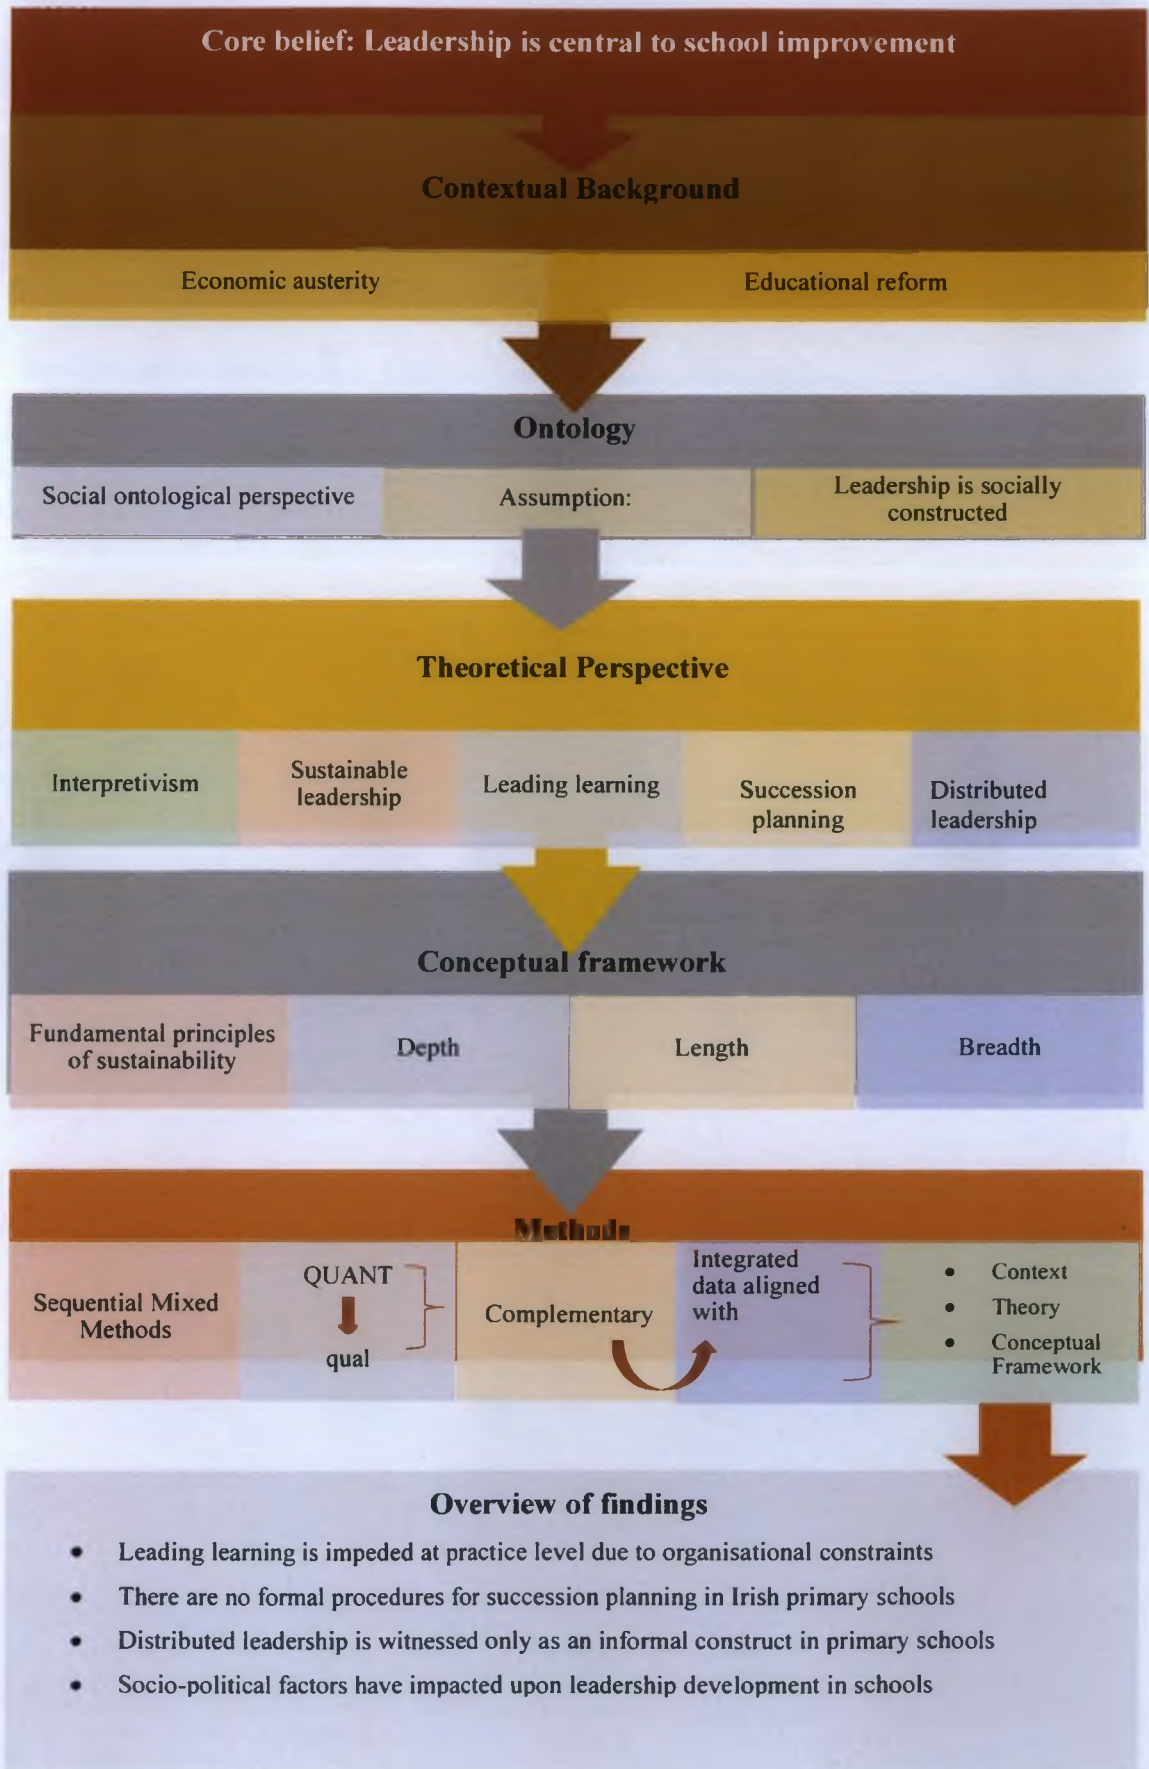 Core belief: Leadership is central to school improvement
Contextual Background
Economic austerity
Educational reform
Ontology
Social ontological perspective
Assumption:
Leadership is socially
constructed
Theoretical Perspective
Interpretivism
Sustainable
leadership
Leading learning
Succession
planning
Distributed
leadership
Conceptual framework
Fundamental principles
of sustainability
Depth
Length
Breadth
Methods
Sequential Mixed
Methods
QUANT
qual
Complementary
Integrated
data aligned
with
• Context
• Theory
• Conceptual
Framework
Overview of findings
• Leading learning is impeded at practice level due to organisational constraints
• There are no formal procedures for succession planning in Irish primary schools
• Distributed leadership is witnessed only as an informal construct in primary schools
• Socio-political factors have impacted upon leadership development in schools